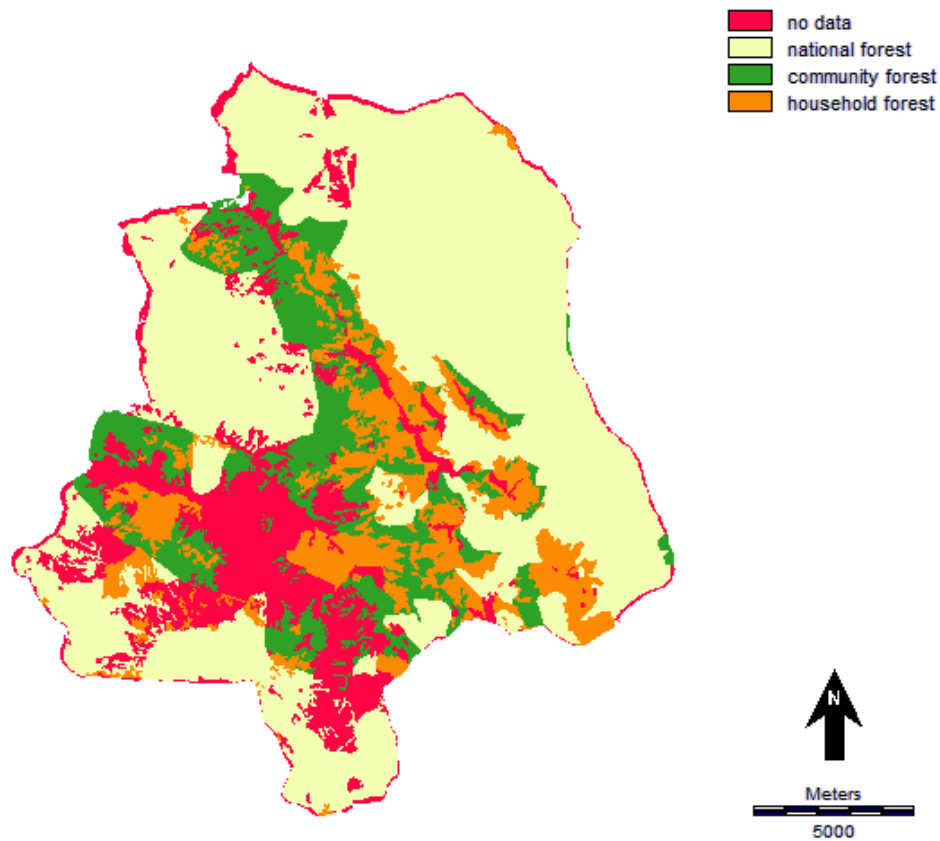 no data
national forest
community forest
household forest
N
Meters
5000